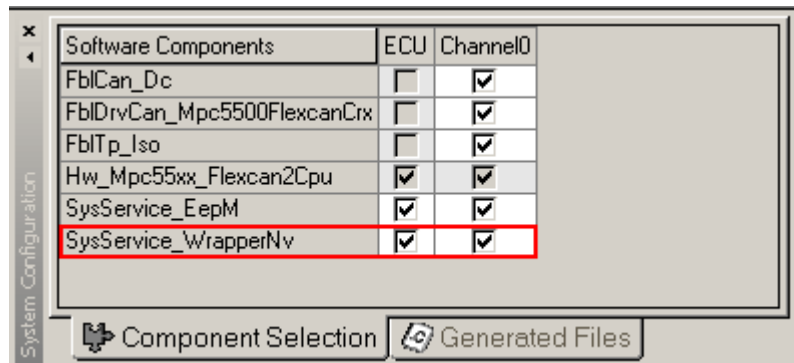 Software Components ECU Channel0
FblCan_Dc
FblDrvCan_Mpc5500FlexcanCrx
FblTp_Iso
Hw_Mpc55xx_Flexcan2Cpu
SysService_EepM
SysService_WrapperNv
System Configuration
Component Selection Generated Files